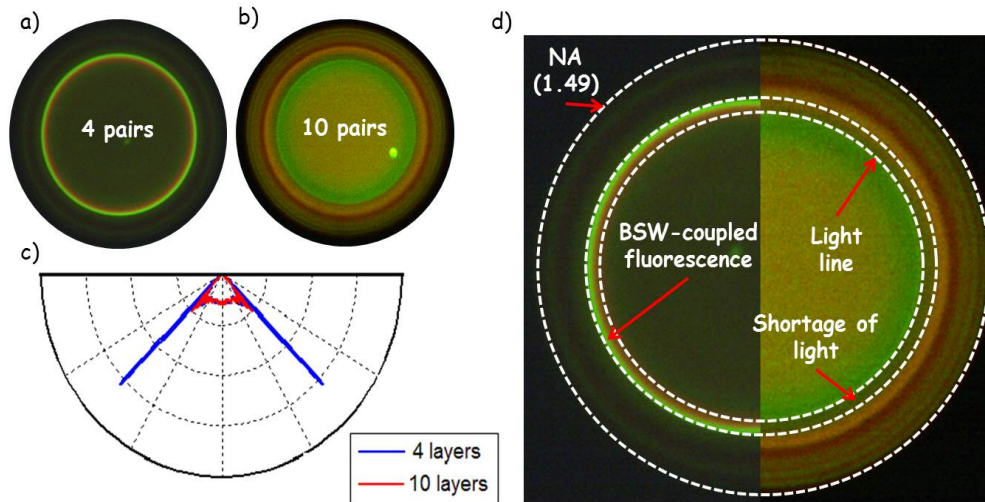 a)
b)
4 pairs
10 pairs
c)
4 layers
10 layers
d)
NA
(1.49)
BSW-coupled
fluorescence
Light
line
Shortage of
light